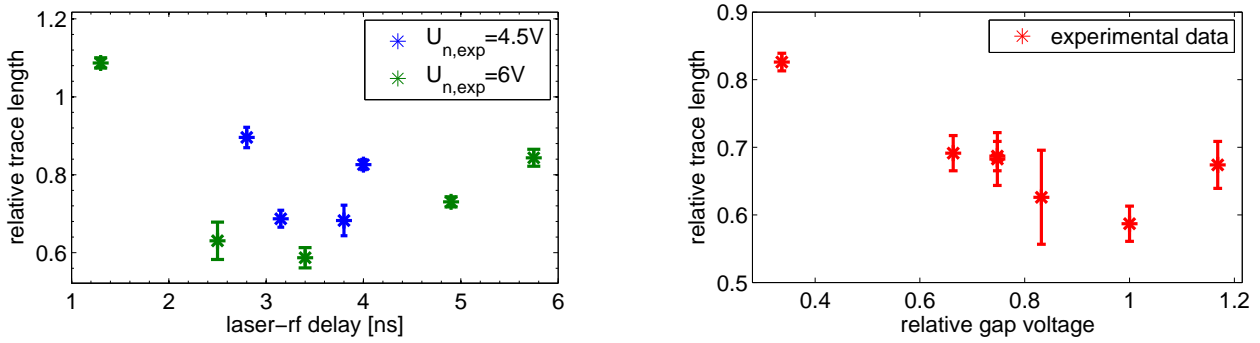 1.2
1
0.8
0.6
relative trace length
1 2 3 4 5 6
laser−rf delay [ns]
U_n,exp=4.5V
U_n,exp=6V
0.9
0.8
0.7
0.6
0.5
relative trace length
0.4 0.6 0.8 1 1.2
relative gap voltage
experimental data